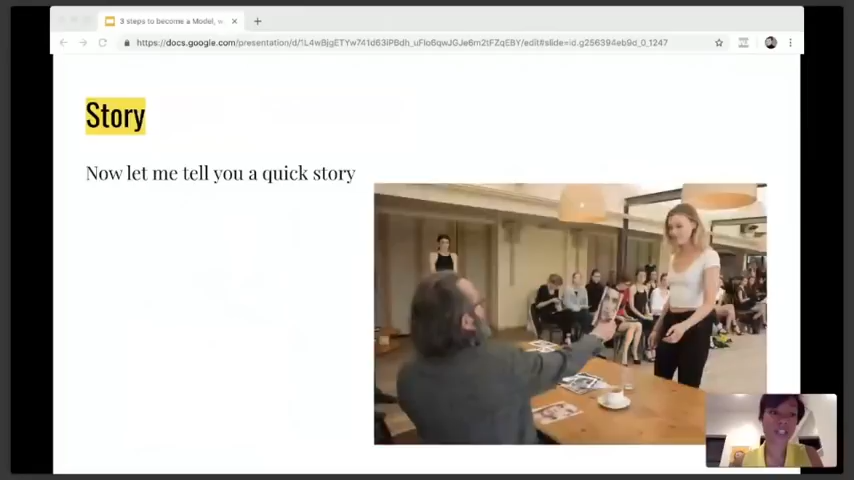 3 steps to become a Model, w
https://docs.google.com/presentation/d/1L4wBjgETYw741d63iPBdh_uFlo6qwJGJe6m2tFZqEBY/edit#slide=id.g256394eb9d_0_1247
Story
Now let me tell you a quick story